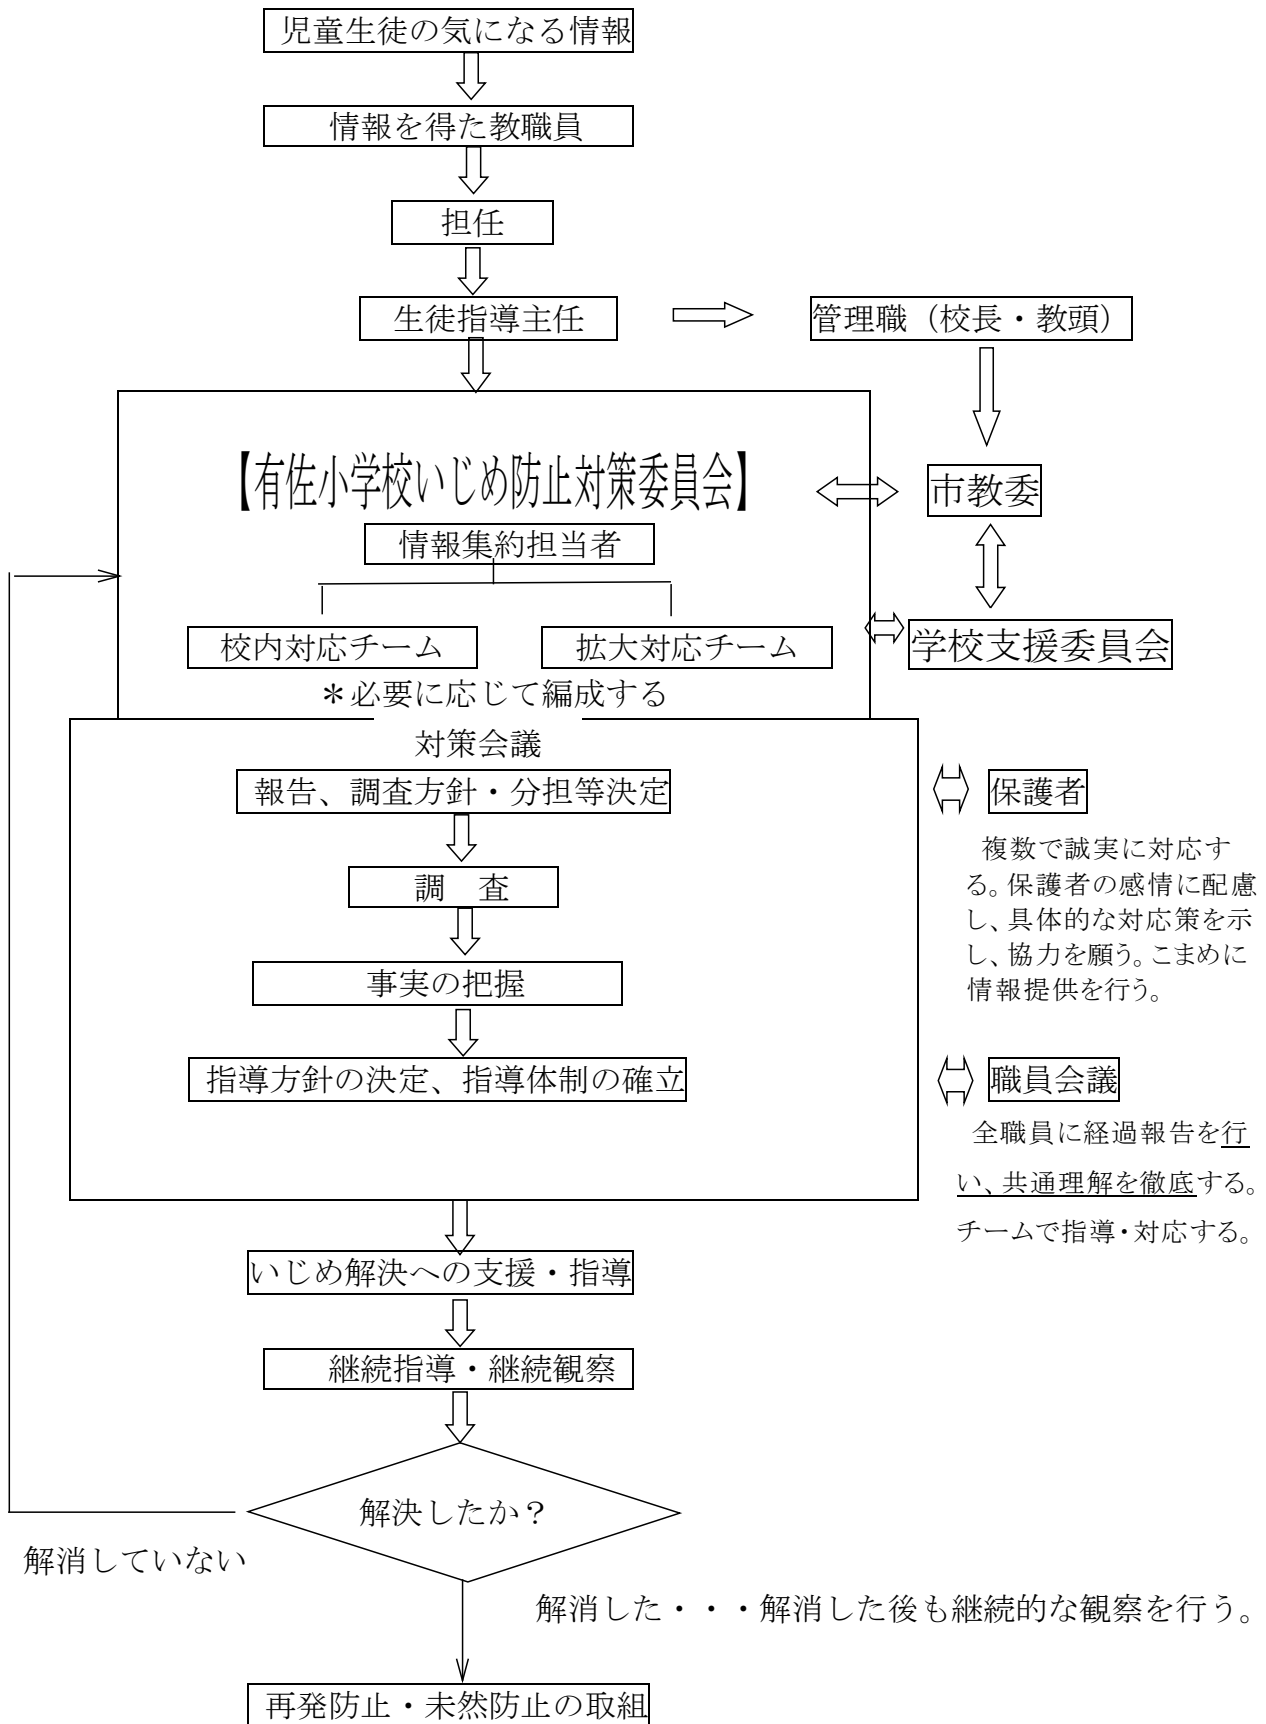 児童生徒の気になる情報
情報を得た教職員
担任
生徒指導主任
管理職（校長・教頭）
【有佐小学校いじめ防止対策委員会】
市教委
情報集約担当者
校内対応チーム
拡大対応チーム
学校支援委員会
＊必要に応じて編成する
対策会議
報告、調査方針・分担等決定
保護者
複数で誠実に対応す
る。保護者の感情に配慮
し、具体的な対応策を示
し、協力を願う。こまめに
情報提供を行う。
調　査
事実の把握
指導方針の決定、指導体制の確立
職員会議
全職員に経過報告を行
い、共通理解を徹底する。
チームで指導・対応する。
いじめ解決への支援・指導
継続指導・継続観察
解決したか？
解消していない
解消した・・・解消した後も継続的な観察を行う。
再発防止・未然防止の取組